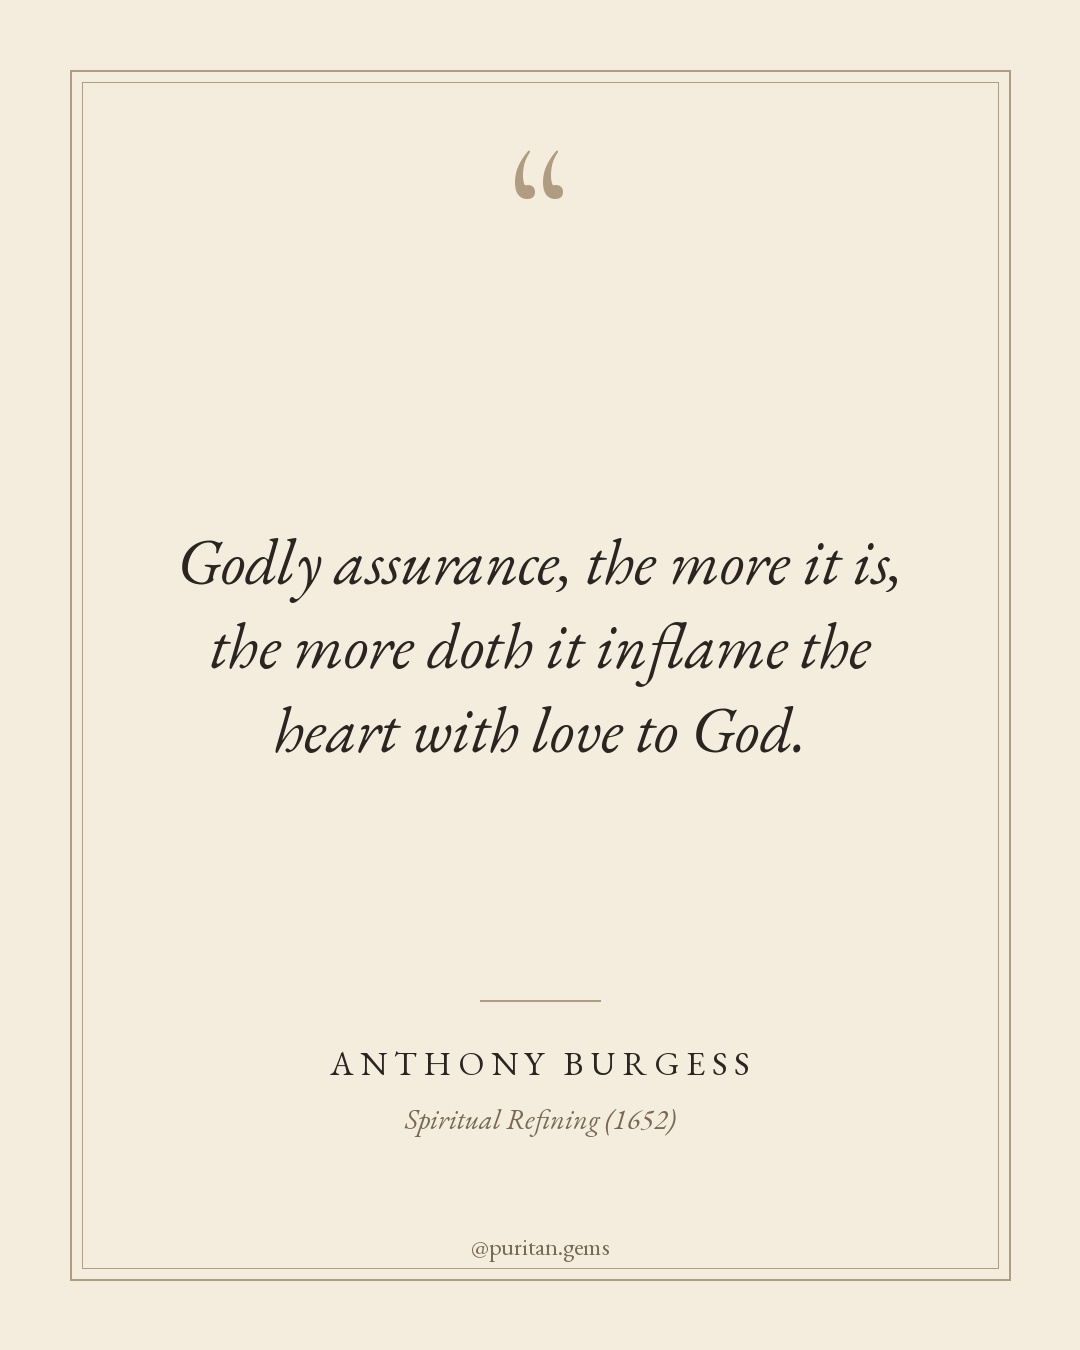 “
Godly assurance, the more it is,
the more doth it inflame the
heart with love to God.
ANTHONY BURGESS
Spiritual Refining (1652)
@puritan.gems